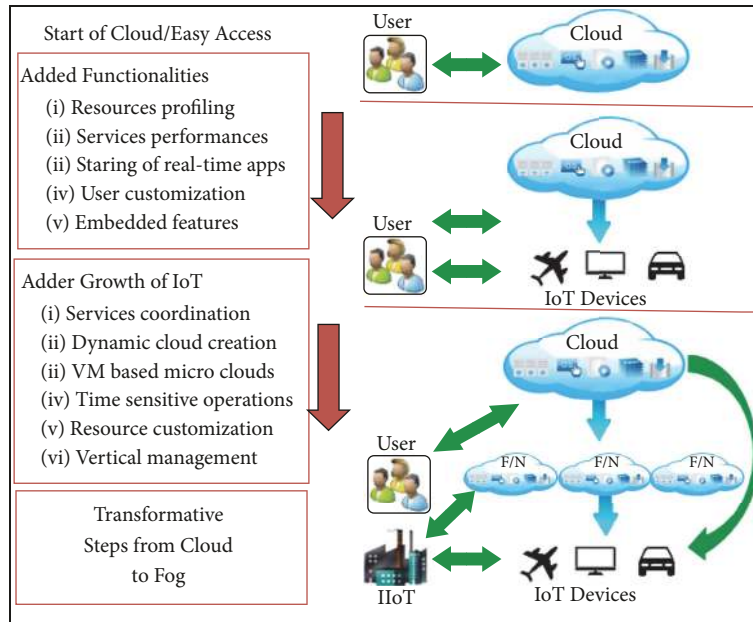 Start of Cloud/Easy Access
Added Functionalities
(i) Resources profiling
(ii) Services performances
(ii) Staring of real-time apps
(iv) User customization
(v) Embedded features
Adder Growth of IoT
(i) Services coordination
(ii) Dynamic cloud creation
(ii) VM based micro clouds
(iv) Time sensitive operations
(v) Resource customization
(vi) Vertical management
Transformative
Steps from Cloud
to Fog
User
Cloud
Cloud
User
IoT Devices
Cloud
User
F/N
F/N
F/N
IIoT
IoT Devices